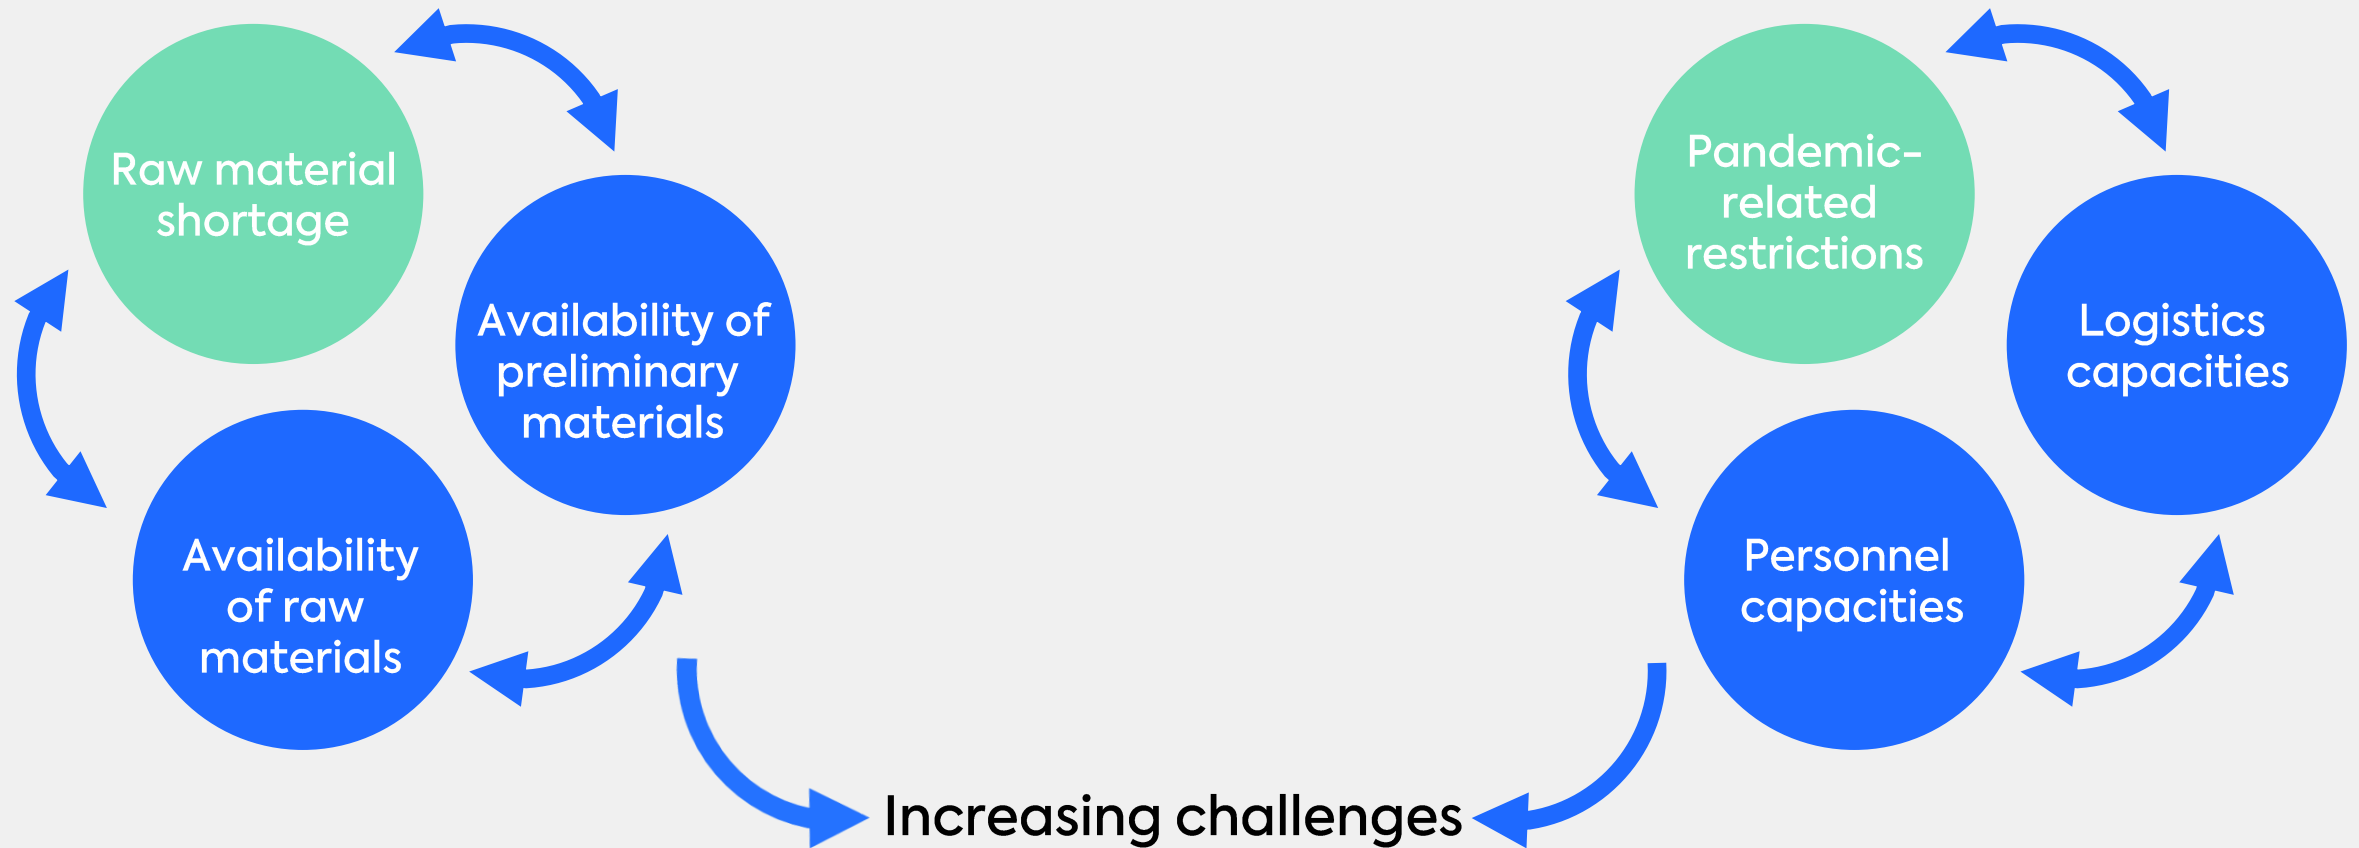 Raw material
shortage
Availability of
preliminary
materials
Availability
of raw
materials
Pandemic-
related
restrictions
Logistics
capacities
Personnel
capacities
Increasing challenges